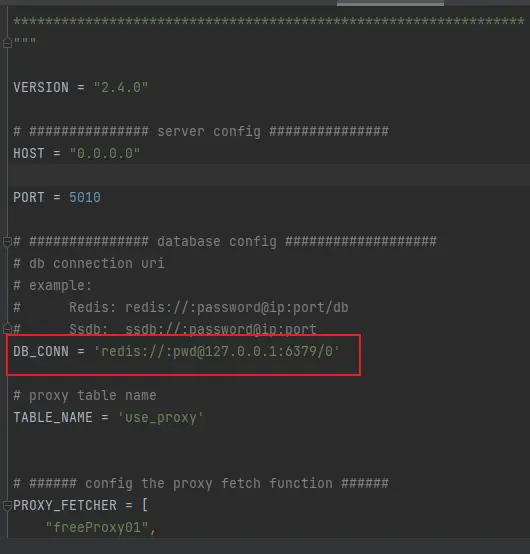 ****************************************************************
"""
VERSION = "2.4.0"
# ############### server config ###############
HOST = "0.0.0.0"
PORT = 5010
# ############### database config ###################
# db connection uri
# example:
#      Redis: redis://:password@ip:port/db
#      Ssdb:  ssdb://:password@ip:port
DB_CONN = 'redis://:pwd@127.0.0.1:6379/0'
# proxy table name
TABLE_NAME = 'use_proxy'
# ###### config the proxy fetch function ######
PROXY_FETCHER = [
    "freeProxy01",